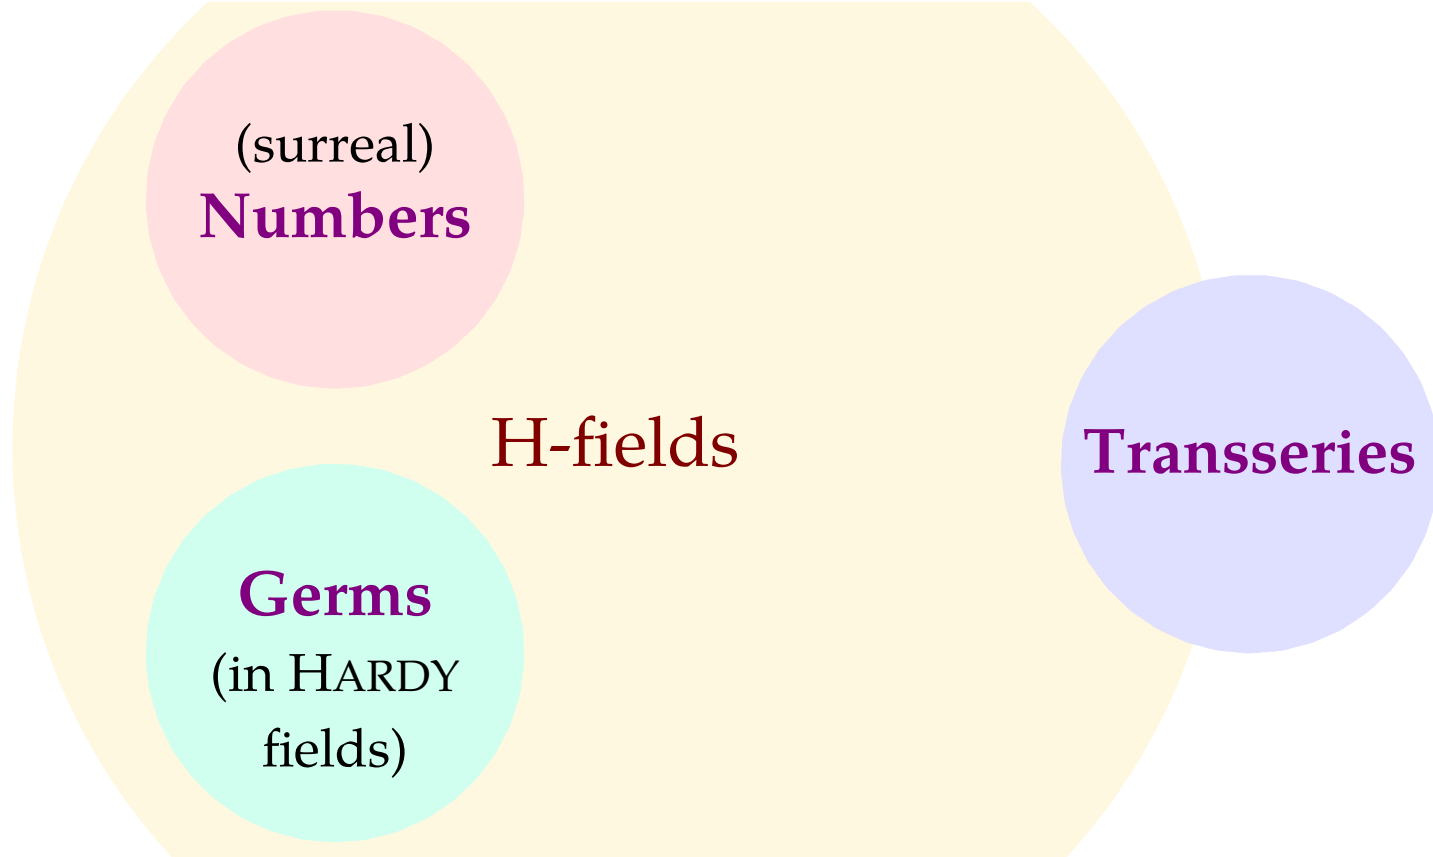 (surreal)
Numbers
H-fields
Transseries
Germs
(in HARDY
fields)